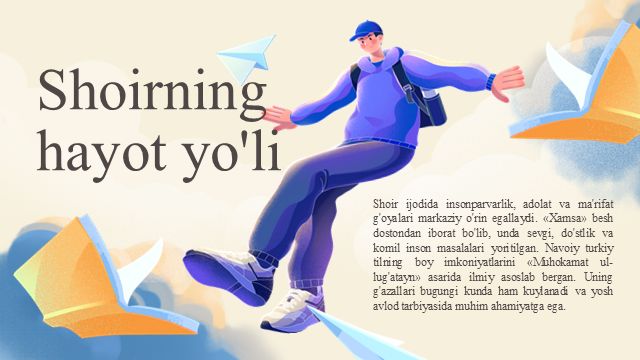 Shoirning
hayot yo'li
Shoir ijodida insonparvarlik, adolat va ma'rifat
g'oyalari markaziy o'rin egallaydi. «Xamsa» besh
dostondan iborat bo'lib, unda sevgi, do'stlik va
komil inson masalalari yoritilgan. Navoiy turkiy
tilning boy imkoniyatlarini «Muhokamat ul-
lug'atayn» asarida ilmiy asoslab bergan. Uning
g'azallari bugungi kunda ham kuylanadi va yosh
avlod tarbiyasida muhim ahamiyatga ega.